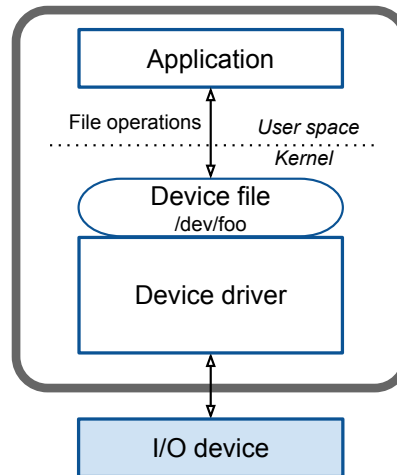 Application
File operations
User space
Kernel
Device file
/dev/foo
Device driver
I/O device